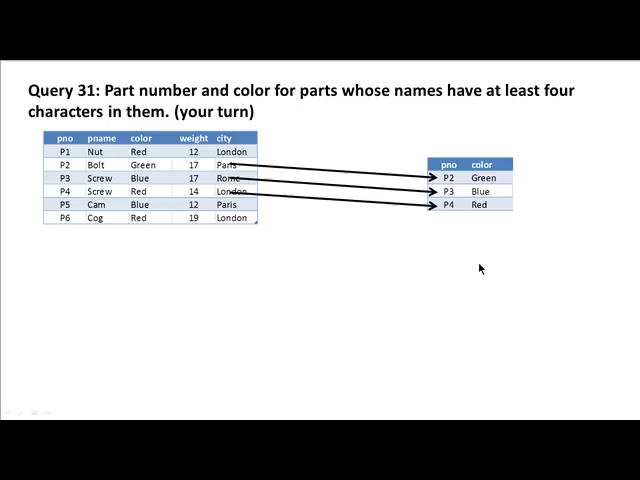 Query 31: Part number and color for parts whose names have at least four
characters in them. (your turn)
pno pname color weight city
P1 Nut Red 12 London
P2 Bolt Green 17 Paris
P3 Screw Blue 17 Rome
P4 Screw Red 14 London
P5 Cam Blue 12 Paris
P6 Cog Red 19 London
pno color
P2 Green
P3 Blue
P4 Red